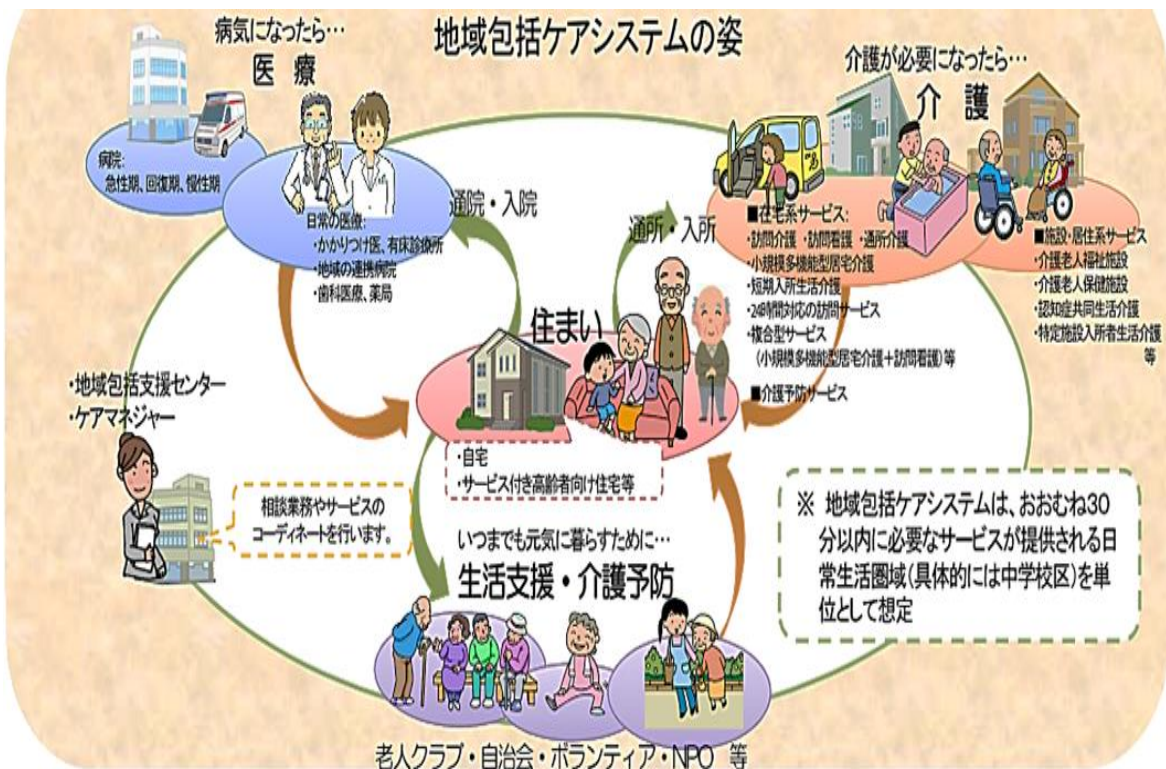 地域包括ケアシステムの姿
病気になったら…
医 療
病院:
急性期、回復期、慢性期
日常の医療:
・かかりつけ医、有床診療所
・地域の連携病院
・歯科医療、薬局
通院・入院
介護が必要になったら…
介 護
通所・入所
■在宅系サービス:
・訪問介護・訪問看護・通所介護
・小規模多機能型居宅介護
・短期入所生活介護
・24時間対応の訪問サービス
・複合型サービス
(小規模多機能型居宅介護+訪問看護)等
■介護予防サービス
■施設・居住系サービス
・介護老人福祉施設
・介護老人保健施設
・認知症共同生活介護
・特定施設入所者生活介護
等
住まい
・自宅
・サービス付き高齢者向け住宅等
・地域包括支援センター
・ケアマネジャー
相談業務やサービスの
コーディネートを行います。
いつまでも元気に暮らすために…
生活支援・介護予防
老人クラブ・自治会・ボランティア・NPO 等
※ 地域包括ケアシステムは、おおむね30
分以内に必要なサービスが提供される日
常生活圏域(具体的には中学校区)を単
位として想定